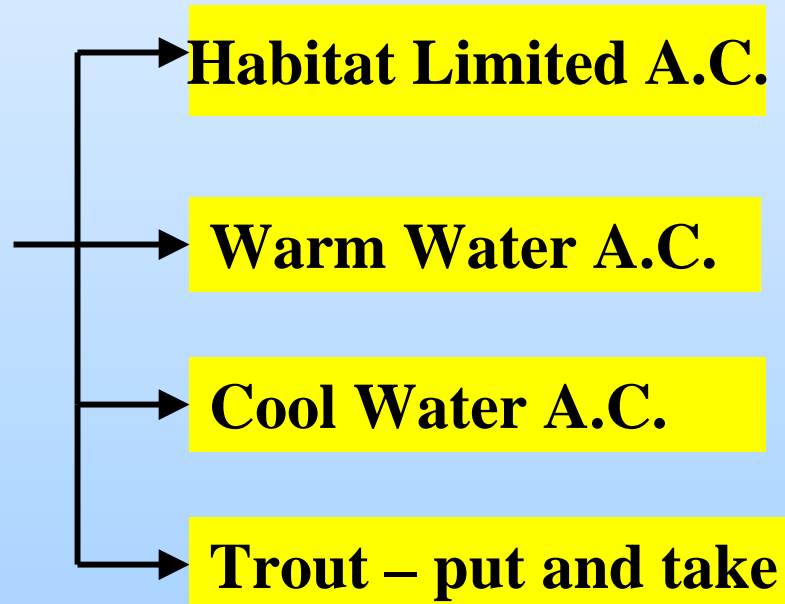 Habitat Limited A.C.
Warm Water A.C.
Cool Water A.C.
Trout – put and take